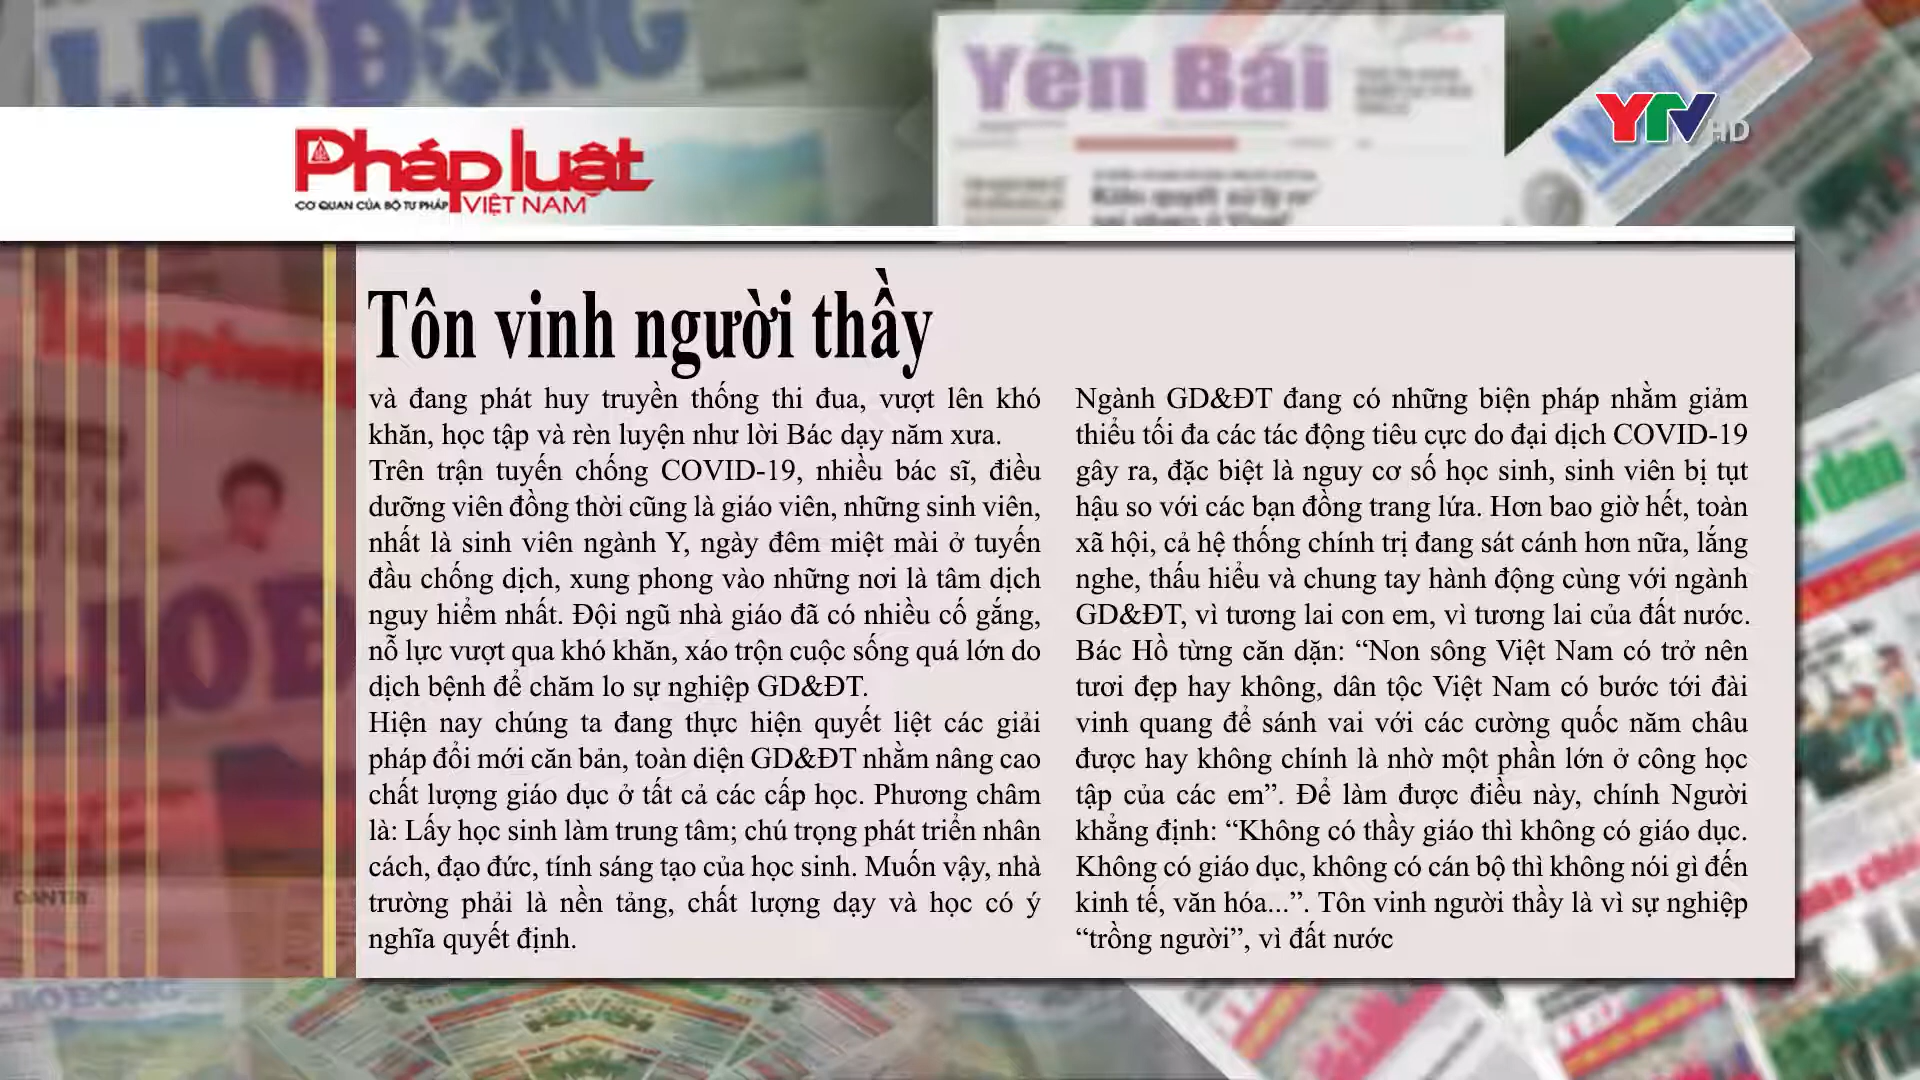 LAO ĐỘNG
Yên Bái
Nhân Dân
YTV HD
Pháp luật
CƠ QUAN CỦA BỘ TƯ PHÁP VIỆT NAM
Kiên quyết xử lý
Tôn vinh người thầy
và đang phát huy truyền thống thi đua, vượt lên khó
khăn, học tập và rèn luyện như lời Bác dạy năm xưa.
Trên trận tuyến chống COVID-19, nhiều bác sĩ, điều
dưỡng viên đồng thời cũng là giáo viên, những sinh viên,
nhất là sinh viên ngành Y, ngày đêm miệt mài ở tuyến
đầu chống dịch, xung phong vào những nơi là tâm dịch
nguy hiểm nhất. Đội ngũ nhà giáo đã có nhiều cố gắng,
nỗ lực vượt qua khó khăn, xáo trộn cuộc sống quá lớn do
dịch bệnh để chăm lo sự nghiệp GD&ĐT.
Hiện nay chúng ta đang thực hiện quyết liệt các giải
pháp đổi mới căn bản, toàn diện GD&ĐT nhằm nâng cao
chất lượng giáo dục ở tất cả các cấp học. Phương châm
là: Lấy học sinh làm trung tâm; chú trọng phát triển nhân
cách, đạo đức, tính sáng tạo của học sinh. Muốn vậy, nhà
trường phải là nền tảng, chất lượng dạy và học có ý
nghĩa quyết định.
Ngành GD&ĐT đang có những biện pháp nhằm giảm
thiểu tối đa các tác động tiêu cực do đại dịch COVID-19
gây ra, đặc biệt là nguy cơ số học sinh, sinh viên bị tụt
hậu so với các bạn đồng trang lứa. Hơn bao giờ hết, toàn
xã hội, cả hệ thống chính trị đang sát cánh hơn nữa, lắng
nghe, thấu hiểu và chung tay hành động cùng với ngành
GD&ĐT, vì tương lai con em, vì tương lai của đất nước.
Bác Hồ từng căn dặn: “Non sông Việt Nam có trở nên
tươi đẹp hay không, dân tộc Việt Nam có bước tới đài
vinh quang để sánh vai với các cường quốc năm châu
được hay không chính là nhờ một phần lớn ở công học
tập của các em”. Để làm được điều này, chính Người
khẳng định: “Không có thầy giáo thì không có giáo dục.
Không có giáo dục, không có cán bộ thì không nói gì đến
kinh tế, văn hóa...”. Tôn vinh người thầy là vì sự nghiệp
“trồng người”, vì đất nước
LAO Đ
DANTRI
LAO ĐỘNG